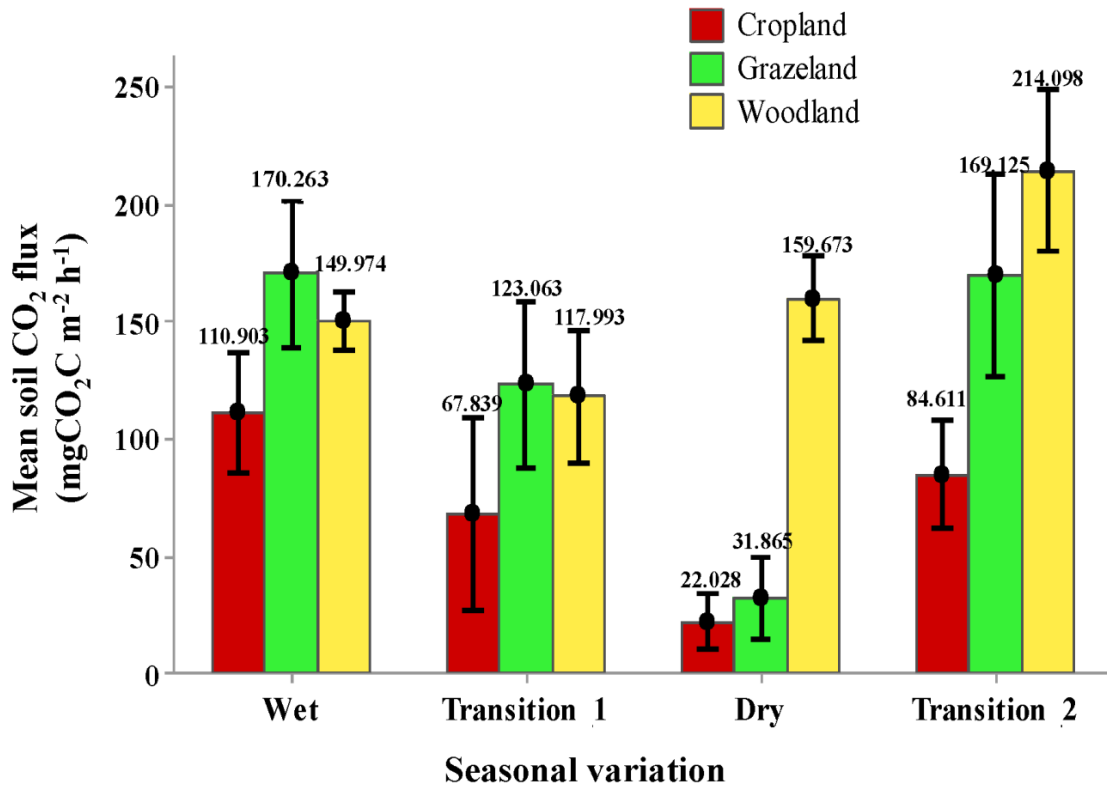 Cropland
Grazeland
Woodland
Mean soil CO₂ flux
(mgCO₂C m⁻² h⁻¹)
250
200
150
100
50
0
110.903
170.263
149.974
67.839
123.063
117.993
22.028
31.865
159.673
84.611
169.125
214.098
Wet
Transition 1
Dry
Transition 2
Seasonal variation